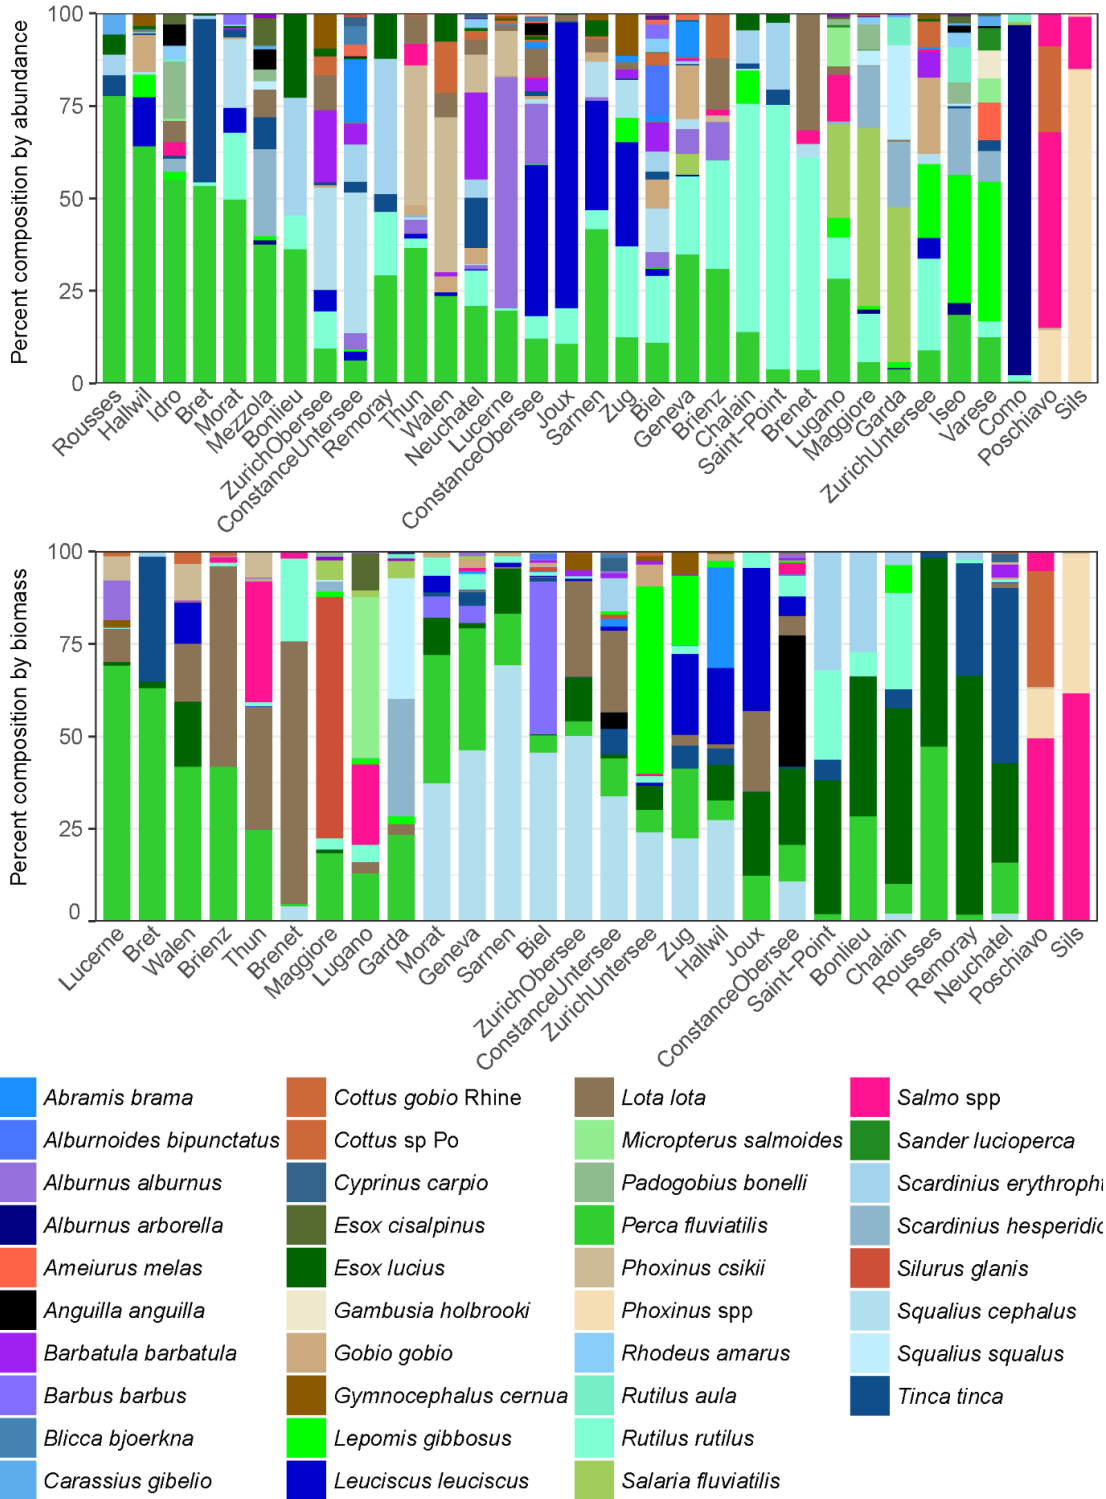 Percent composition by abundance
100
75
50
25
0
Rousses
Hallwil
Idro
Bret
Morat
Mezzola
Bonlieu
ZurichObersee
ConstanceUntersee
Remoray
Thun
Walen
Neuchatel
Lucerne
ConstanceObersee
Joux
Sarnen
Zug
Biel
Geneva
Brienz
Chalain
Saint-Point
Brenet
Lugano
Maggiore
Garda
ZurichUntersee
Iseo
Varese
Como
Poschiavo
Sils
Percent composition by biomass
100
75
50
25
0
Lucerne
Bret
Walen
Brienz
Thun
Brenet
Maggiore
Lugano
Garda
Morat
Geneva
Sarnen
Biel
ZurichObersee
ConstanceUntersee
ZurichUntersee
Zug
Hallwil
Joux
ConstanceObersee
Saint-Point
Bonlieu
Chalain
Rousses
Remoray
Neuchatel
Poschiavo
Sils
Abramis brama
Alburnoides bipunctatus
Alburnus alburnus
Alburnus arborella
Ameiurus melas
Anguilla anguilla
Barbatula barbatula
Barbus barbus
Blicca bjoerkna
Carassius gibelio
Cottus gobio Rhine
Cottus sp Po
Cyprinus carpio
Esox cisalpinus
Esox lucius
Gambusia holbrooki
Gobio gobio
Gymnocephalus cernua
Lepomis gibbosus
Leuciscus leuciscus
Lota lota
Micropterus salmoides
Padogobius bonelli
Perca fluviatilis
Phoxinus csikii
Phoxinus spp
Rhodeus amarus
Rutilus aula
Rutilus rutilus
Salaria fluviatilis
Salmo spp
Sander lucioperca
Scardinius erythropht
Scardinius hesperidic
Silurus glanis
Squalius cephalus
Squalius squalus
Tinca tinca